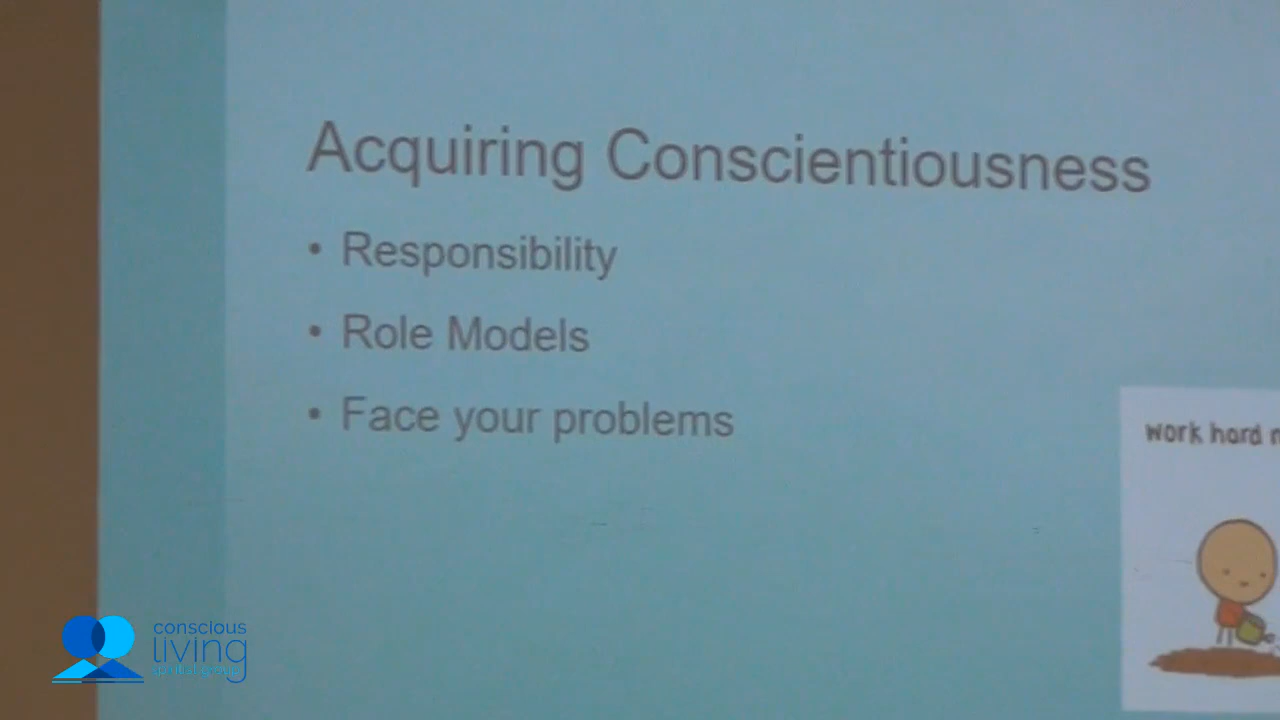 Acquiring Conscientiousness
• Responsibility
• Role Models
• Face your problems
work hard
conscious
living